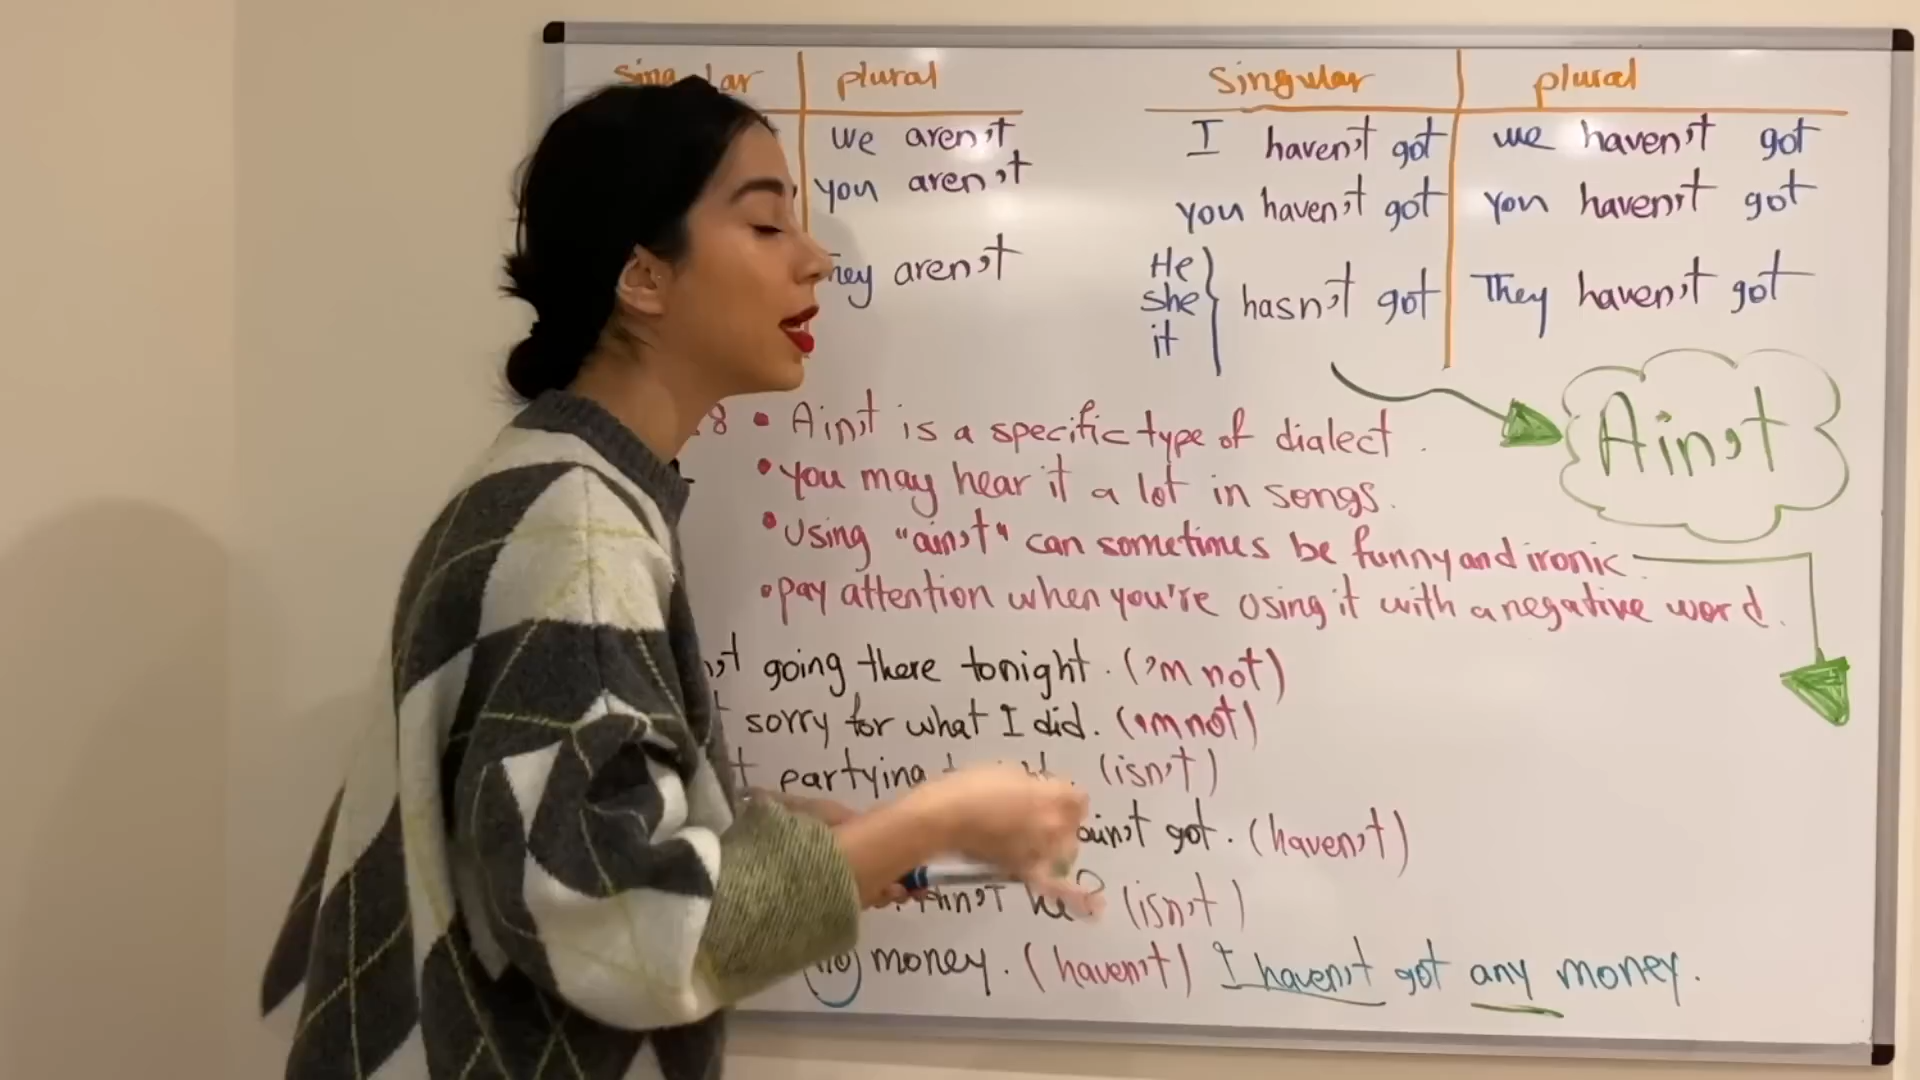 plural
we aren't
you aren't
aren't
singular plural
I haven't got we haven't got
you haven't got you haven't got
He
she
it
hasn't got They haven't got
Ain't
• Ain't is a specific type of dialect.
• you may hear it a lot in songs.
• using "ain't" can sometimes be funny and ironic.
• pay attention when you're using it with a negative word.
going there tonight. ('m not)
sorry for what I did. ('m not)
partying (isn't)
ain't got. (haven't)
Ain't he? (isn't)
no money. (haven't) I haven't got any money.